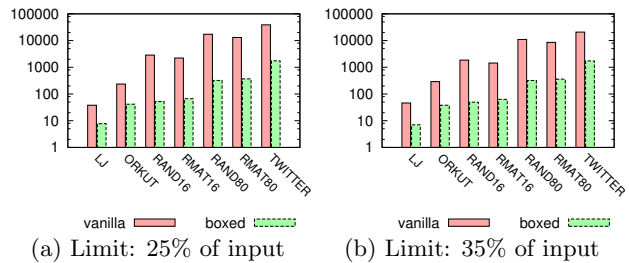 100000 100000
10000 10000
1000 1000
100 100
10 10
1 1
LJ ORKUT RAND16 RMAT16 RAND80 RMAT80 TWITTER LJ ORKUT RAND16 RMAT16 RAND80 RMAT80 TWITTER
vanilla boxed vanilla boxed
(a) Limit: 25% of input (b) Limit: 35% of input